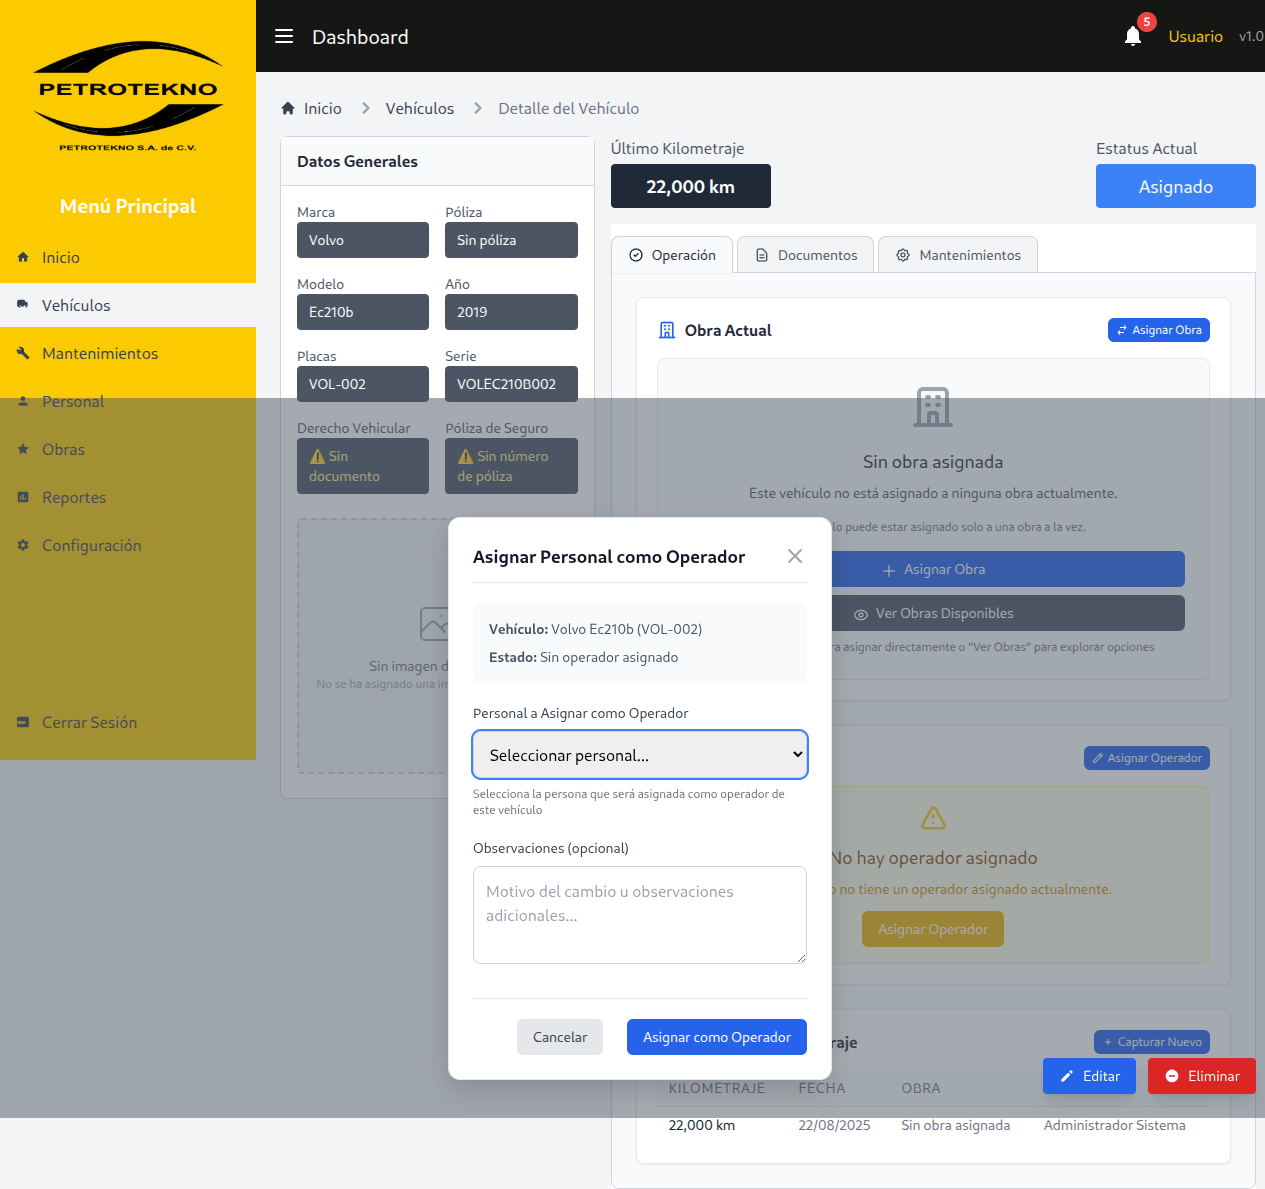 PETROTEKNO
PETROTEKNO S.A. de C.V.
Menú Principal
Inicio
Vehículos
Mantenimientos
Personal
Obras
Reportes
Configuración
Cerrar Sesión
Dashboard
5
Usuario
v1.0
Inicio
Vehículos
Detalle del Vehículo
Datos Generales
Marca
Póliza
Volvo
Sin póliza
Modelo
Año
Ec210b
2019
Placas
Serie
VOL-002
VOLEC210B002
Derecho Vehicular
Póliza de Seguro
Sin documento
Sin número de póliza
Sin imagen
No se ha asignado una
Último Kilometraje
22,000 km
Estatus Actual
Asignado
Operación
Documentos
Mantenimientos
Obra Actual
Asignar Obra
Sin obra asignada
Este vehículo no está asignado a ninguna obra actualmente.
puede estar asignado solo a una obra a la vez.
Asignar Obra
Ver Obras Disponibles
asignar directamente o "Ver Obras" para explorar opciones
Asignar Operador
No hay operador asignado
no tiene un operador asignado actualmente.
Asignar Operador
Capturar Nuevo
KILOMETRAJE
FECHA
OBRA
22,000 km
22/08/2025
Sin obra asignada
Administrador Sistema
Editar
Eliminar
Asignar Personal como Operador
Vehículo: Volvo Ec210b (VOL-002)
Estado: Sin operador asignado
Personal a Asignar como Operador
Seleccionar personal...
Selecciona la persona que será asignada como operador de
este vehículo
Observaciones (opcional)
Motivo del cambio u observaciones
adicionales...
Cancelar
Asignar como Operador